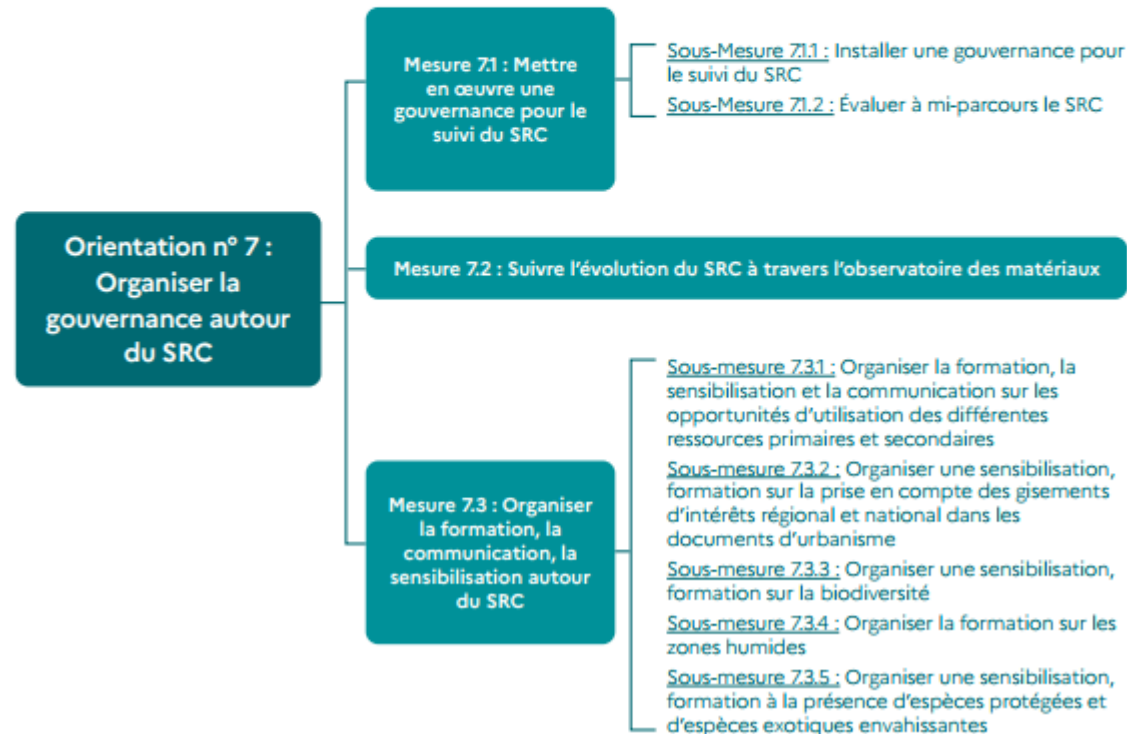 Orientation n° 7 :
Organiser la
gouvernance autour
du SRC
Mesure 7.1 : Mettre
en œuvre une
gouvernance pour le
suivi du SRC
Sous-Mesure 7.1.1 : Installer une gouvernance pour
le suivi du SRC
Sous-Mesure 7.1.2 : Évaluer à mi-parcours le SRC
Mesure 7.2 : Suivre l'évolution du SRC à travers l'observatoire des matériaux
Mesure 7.3 : Organiser
la formation, la
communication, la
sensibilisation autour
du SRC
Sous-mesure 7.3.1 : Organiser la formation, la
sensibilisation et la communication sur les
opportunités d'utilisation des différentes
ressources primaires et secondaires
Sous-mesure 7.3.2 : Organiser une sensibilisation,
formation sur la prise en compte des gisements
d'intérêts régional et national dans les
documents d'urbanisme
Sous-mesure 7.3.3 : Organiser une sensibilisation,
formation sur la biodiversité
Sous-mesure 7.3.4 : Organiser la formation sur les
zones humides
Sous-mesure 7.3.5 : Organiser une sensibilisation,
formation à la présence d'espèces protégées et
d'espèces exotiques envahissantes